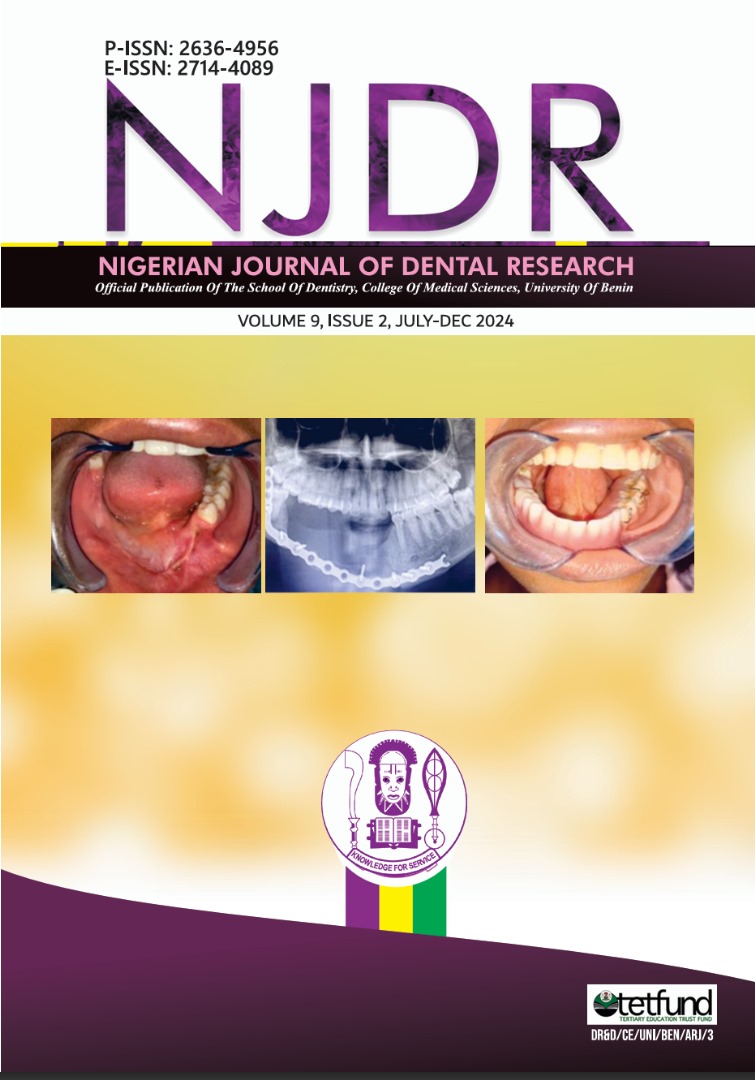 P-ISSN: 2636-4956
E-ISSN: 2714-4089
NJDR
NIGERIAN JOURNAL OF DENTAL RESEARCH
Official Publication Of The School Of Dentistry, College Of Medical Sciences, University Of Benin
VOLUME 9, ISSUE 2, JULY-DEC 2024
KNOWLEDGE FOR SERVICE
tetfund
TERTIARY EDUCATION TRUST FUND
DR&D/CE/UNI/BEN/ARJ/3